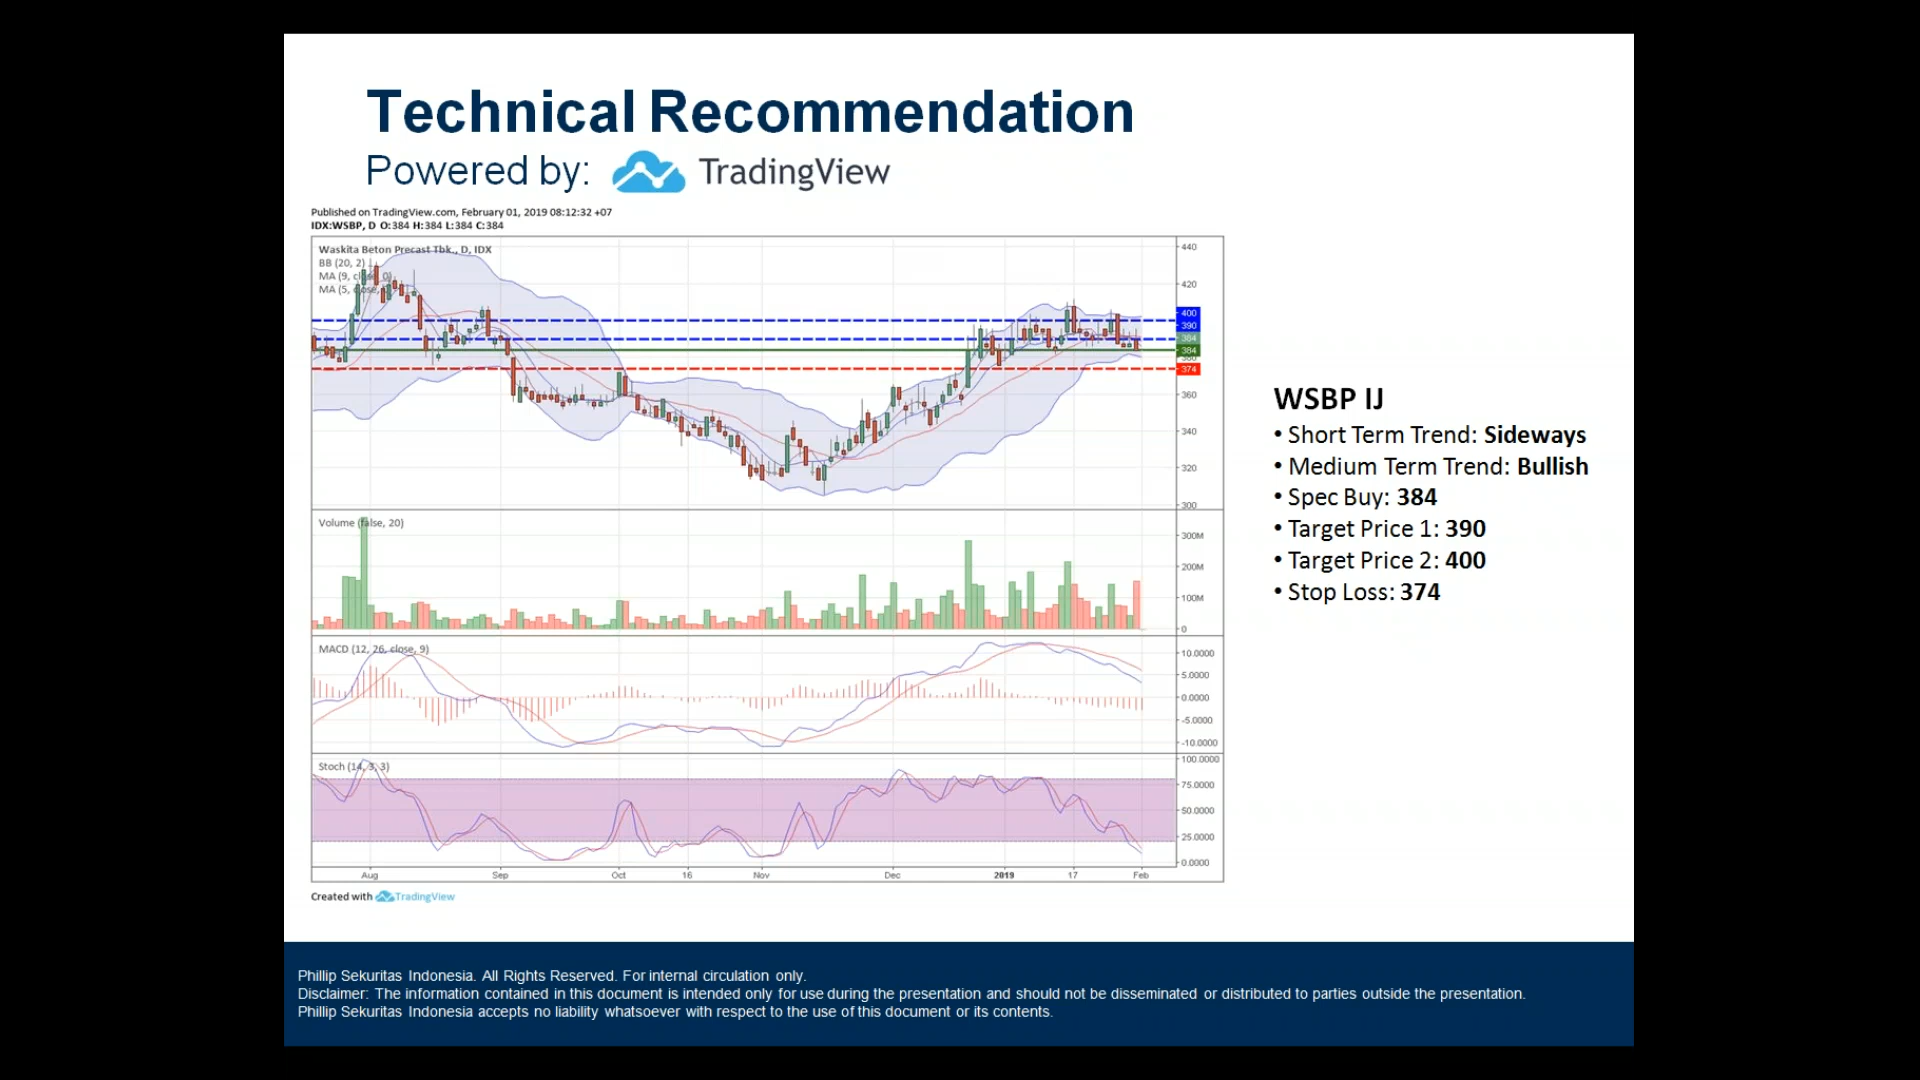 Technical Recommendation
Powered by: TradingView
Published on TradingView.com, February 01, 2019 08:12:32 +07
IDX:WSBP, D O:384 H:384 L:384 C:384
Waskita Beton Precast Tbk., D, IDX
BB (20, 2)
MA (9, close, 0)
MA (5, close,
440
420
400
390
384
384
380
374
360
340
320
300
Volume (false, 20)
300M
200M
100M
0
MACD (12, 26, close, 9)
10.0000
5.0000
0.0000
-5.0000
-10.0000
Stoch (14, 3, 3)
100.0000
75.0000
50.0000
25.0000
0.0000
Aug Sep Oct 16 Nov Dec 2019 17 Feb
Created with TradingView
WSBP IJ
• Short Term Trend: Sideways
• Medium Term Trend: Bullish
• Spec Buy: 384
• Target Price 1: 390
• Target Price 2: 400
• Stop Loss: 374
Phillip Sekuritas Indonesia. All Rights Reserved. For internal circulation only.
Disclaimer: The information contained in this document is intended only for use during the presentation and should not be disseminated or distributed to parties outside the presentation.
Phillip Sekuritas Indonesia accepts no liability whatsoever with respect to the use of this document or its contents.